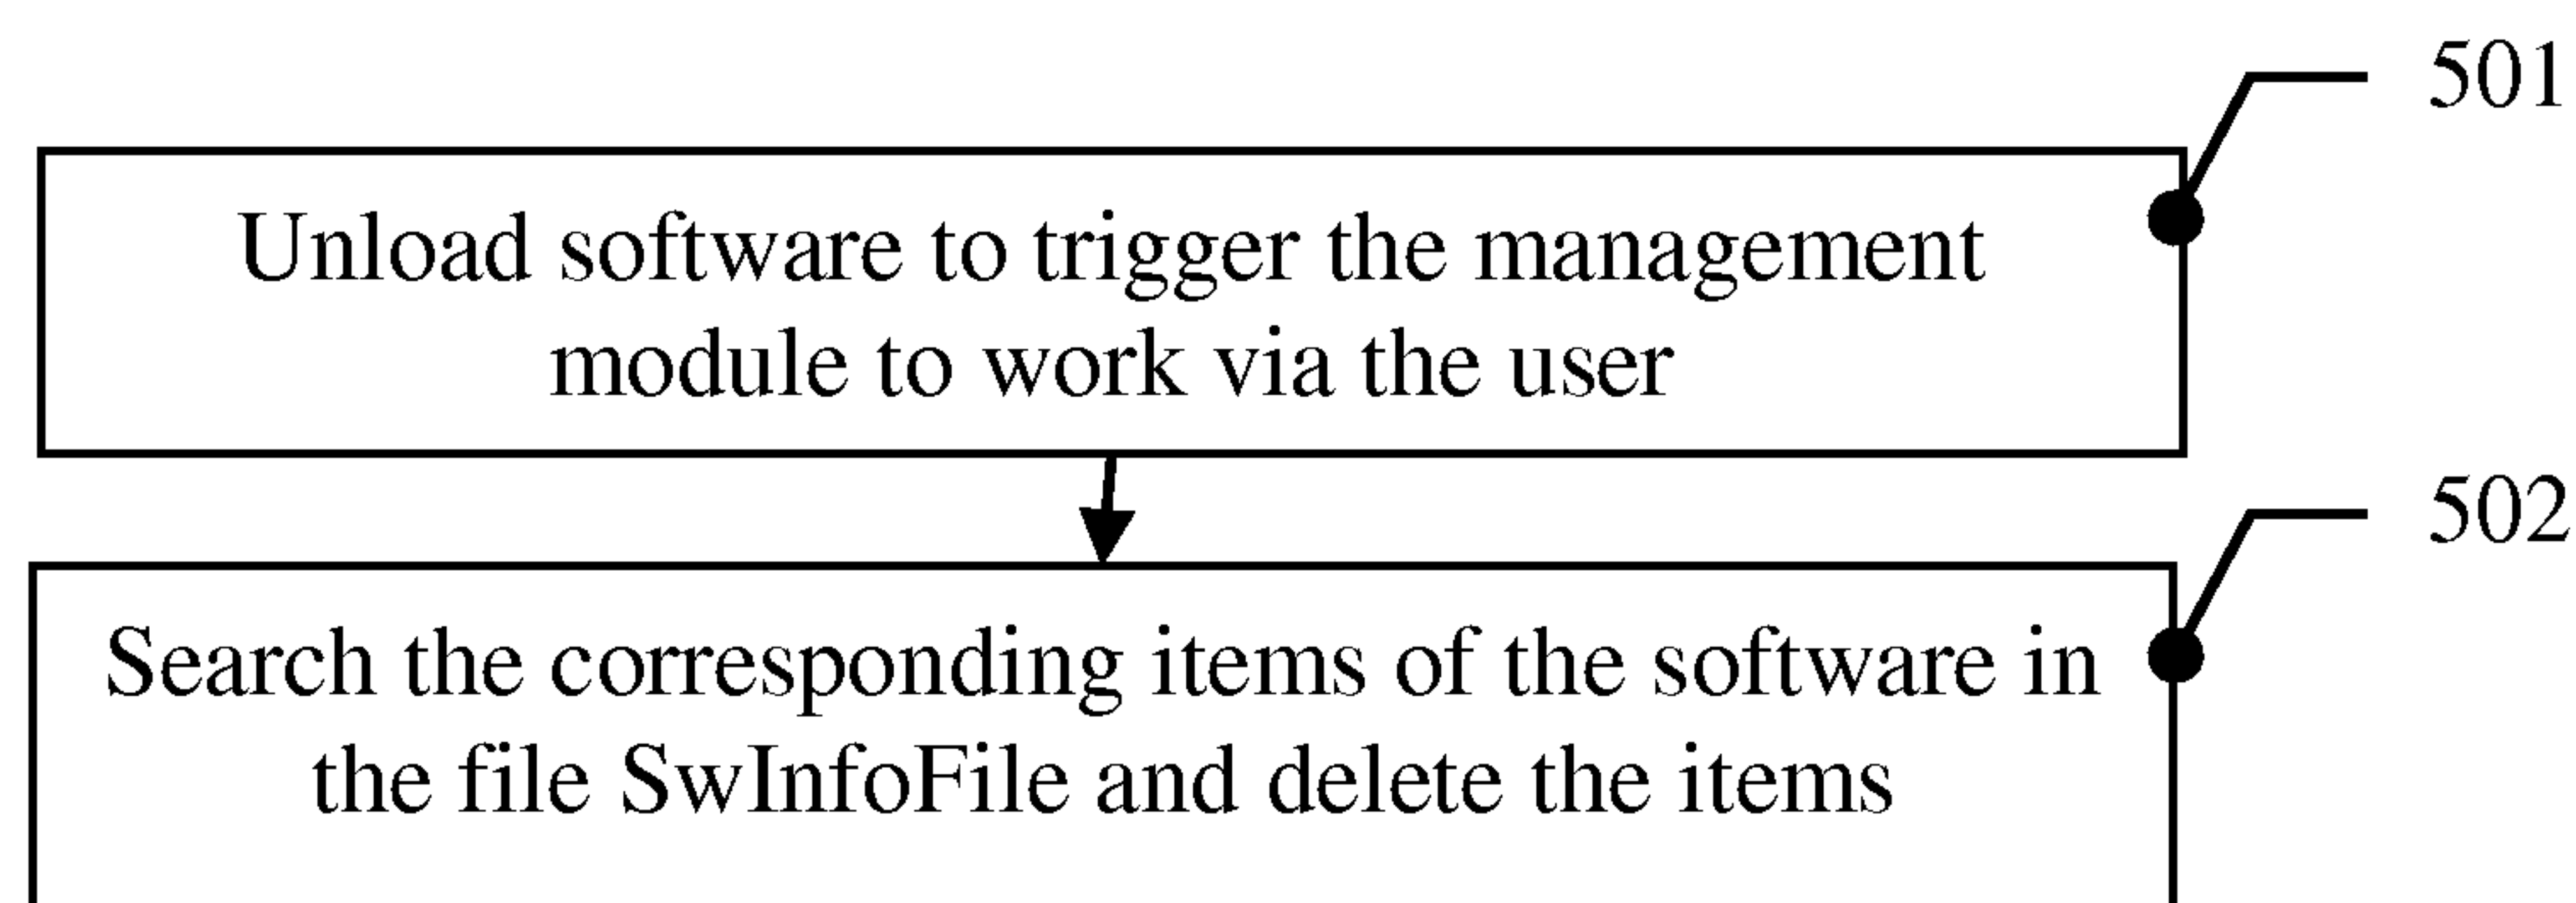 501
Unload software to trigger the management
module to work via the user
502
Search the corresponding items of the software in
the file SwInfoFile and delete the items